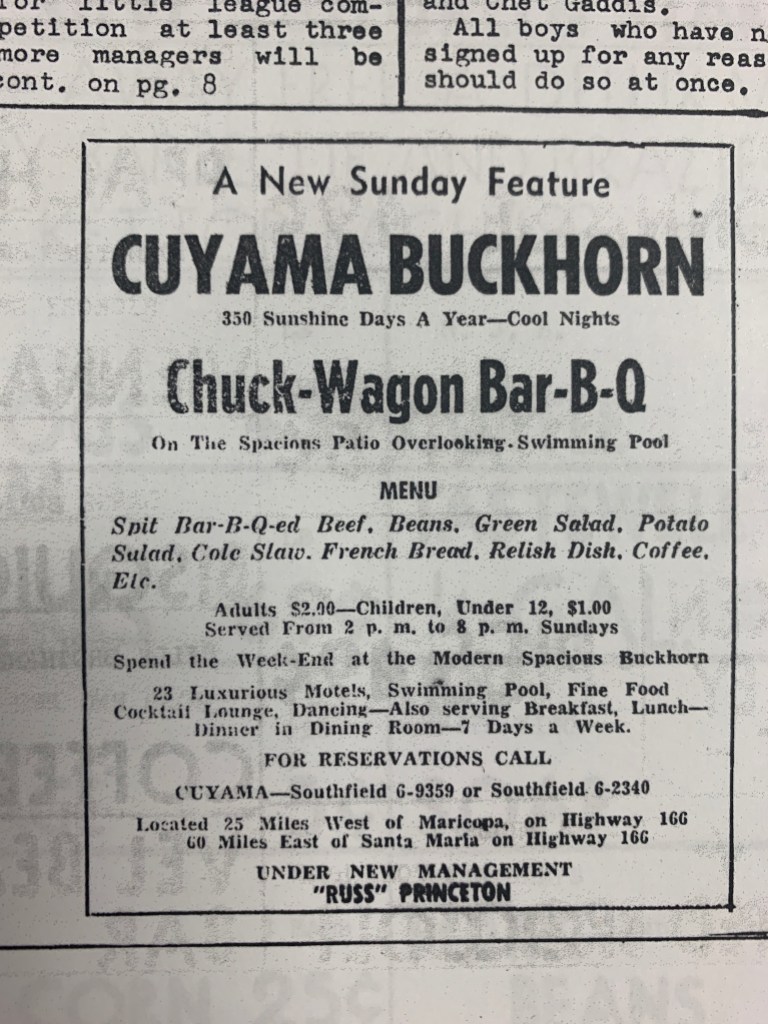 for little league com-
petition at least three
more managers will be
cont. on pg. 8
and Chet Gaddis.
All boys who have
signed up for any
should do so at once.
A New Sunday Feature
CUYAMA BUCKHORN
350 Sunshine Days A Year—Cool Nights
Chuck-Wagon Bar-B-Q
On The Spacious Patio Overlooking Swimming Pool
MENU
Spit Bar-B-Q-ed Beef, Beans, Green Salad, Potato
Salad, Cole Slaw, French Bread, Relish Dish, Coffee,
Etc.
Adults $2.00—Children, Under 12, $1.00
Served From 2 p. m. to 8 p. m. Sundays
Spend the Week-End at the Modern Spacious Buckhorn
23 Luxurious Motels, Swimming Pool, Fine Food
Cocktail Lounge, Dancing—Also serving Breakfast, Lunch—
Dinner in Dining Room—7 Days a Week.
FOR RESERVATIONS CALL
CUYAMA—Southfield 6-9359 or Southfield 6-2340
Located 25 Miles West of Maricopa, on Highway 166
60 Miles East of Santa Maria on Highway 166
UNDER NEW MANAGEMENT
"RUSS" PRINCETON